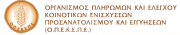 ΟΡΓΑΝΙΣΜΟΣ ΠΛΗΡΩΜΩΝ ΚΑΙ ΕΛΕΓΧΟΥ
ΚΟΙΝΟΤΙΚΩΝ ΕΝΙΣΧΥΣΕΩΝ
ΠΡΟΣΑΝΑΤΟΛΙΣΜΟΥ ΚΑΙ ΕΓΓΥΗΣΕΩΝ
(Ο.Π.Ε.Κ.Ε.Π.Ε.)